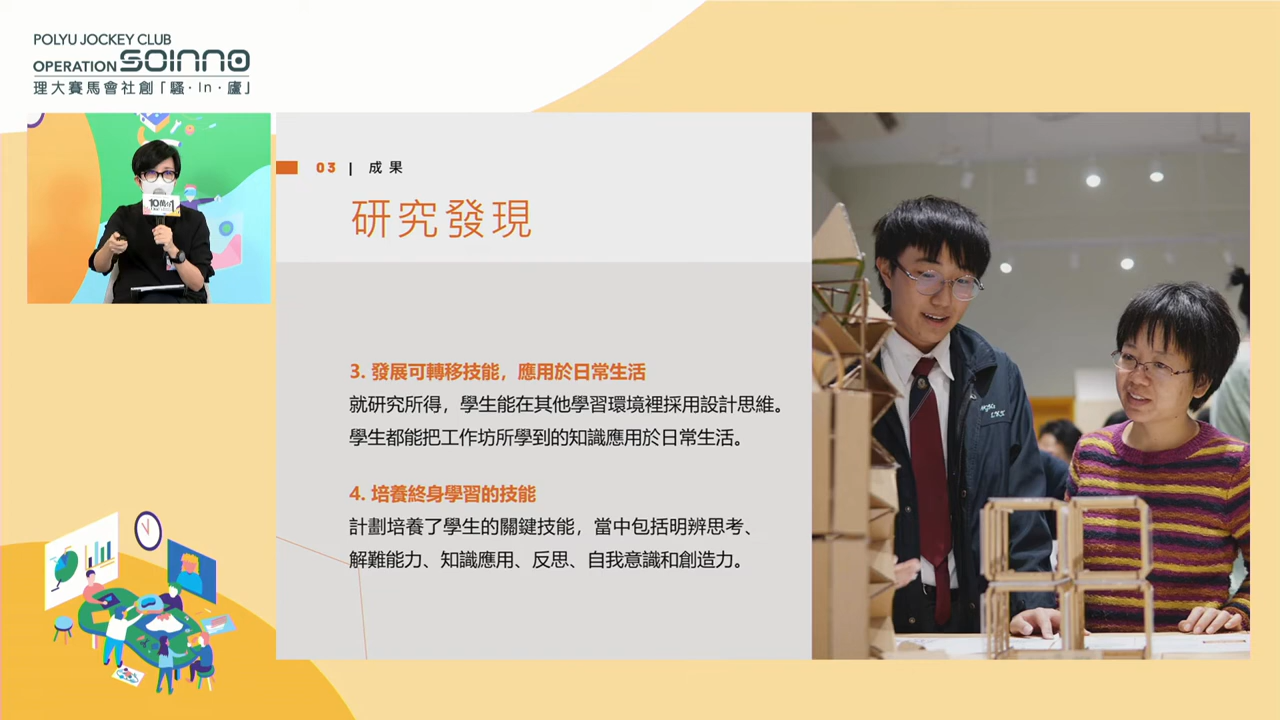 POLYU JOCKEY CLUB
OPERATION SOINNO
理大賽馬會社創「騷·In·廬」
03 | 成果
研究發現
3. 發展可轉移技能，應用於日常生活
就研究所得，學生能在其他學習環境裡採用設計思維。
學生都能把工作坊所學到的知識應用於日常生活。
4. 培養終身學習的技能
計劃培養了學生的關鍵技能，當中包括明辨思考、
解難能力、知識應用、反思、自我意識和創造力。